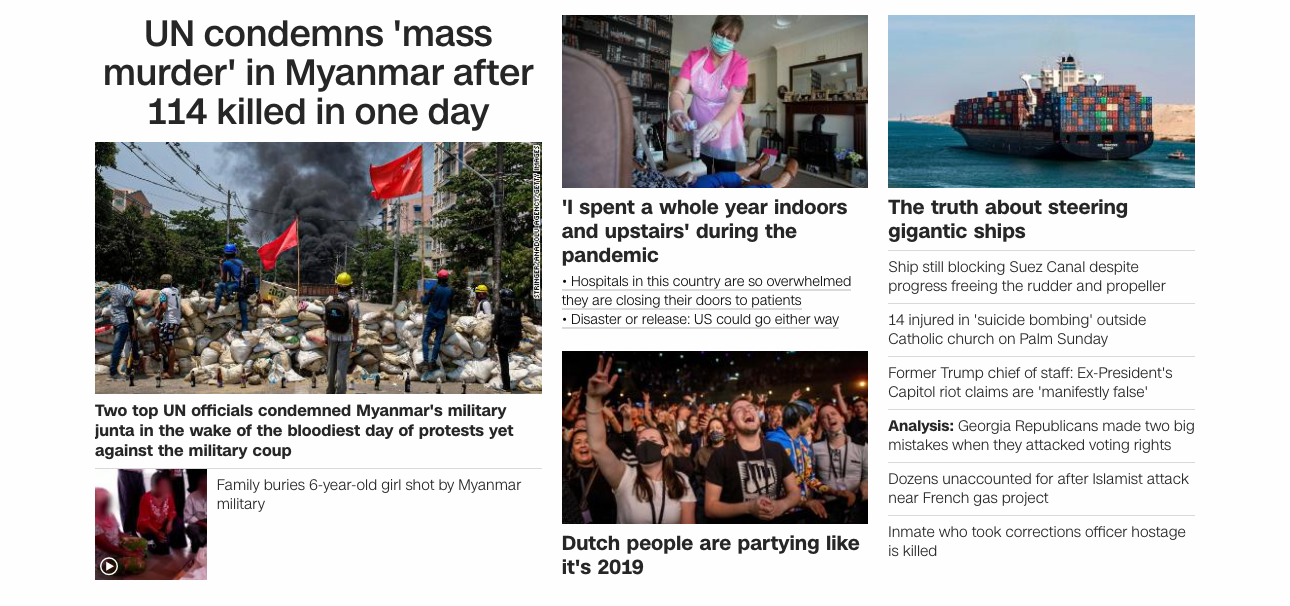 UN condemns 'mass
murder' in Myanmar after
114 killed in one day
STRINGER/ANADOLU AGENCY/GETTY IMAGES
Two top UN officials condemned Myanmar's military
junta in the wake of the bloodiest day of protests yet
against the military coup
Family buries 6-year-old girl shot by Myanmar
military
'I spent a whole year indoors
and upstairs' during the
pandemic
• Hospitals in this country are so overwhelmed
they are closing their doors to patients
• Disaster or release: US could go either way
Dutch people are partying like
it's 2019
The truth about steering
gigantic ships
Ship still blocking Suez Canal despite
progress freeing the rudder and propeller
14 injured in 'suicide bombing' outside
Catholic church on Palm Sunday
Former Trump chief of staff: Ex-President's
Capitol riot claims are 'manifestly false'
Analysis: Georgia Republicans made two big
mistakes when they attacked voting rights
Dozens unaccounted for after Islamist attack
near French gas project
Inmate who took corrections officer hostage
is killed